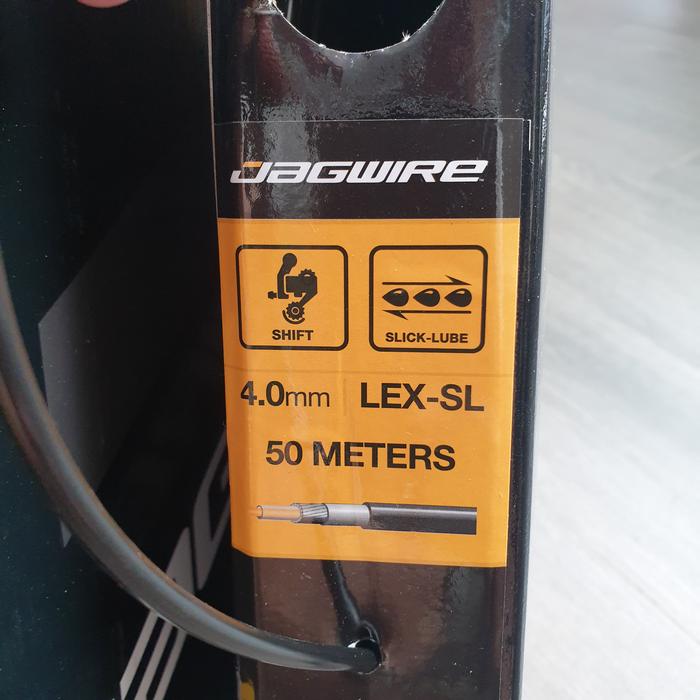 JAGWIRE
SHIFT
SLICK-LUBE
4.0mm LEX-SL
50 METERS